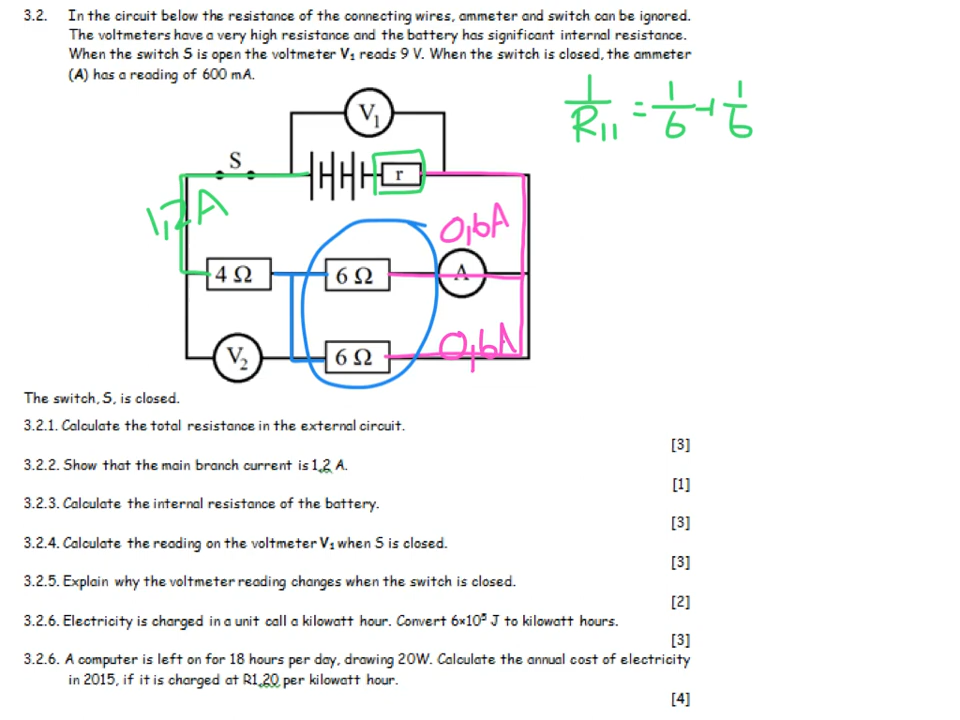 3.2. In the circuit below the resistance of the connecting wires, ammeter and switch can be ignored.
The voltmeters have a very high resistance and the battery has significant internal resistance.
When the switch S is open the voltmeter V₁ reads 9 V. When the switch is closed, the ammeter
(A) has a reading of 600 mA.
1/R11 = 1/6 + 1/6
V₁
S
r
1,2A
0,6A
4 Ω
6 Ω
A
V₂
6 Ω
0,6A
The switch, S, is closed.
3.2.1. Calculate the total resistance in the external circuit.
[3]
3.2.2. Show that the main branch current is 1,2 A.
[1]
3.2.3. Calculate the internal resistance of the battery.
[3]
3.2.4. Calculate the reading on the voltmeter V₁ when S is closed.
[3]
3.2.5. Explain why the voltmeter reading changes when the switch is closed.
[2]
3.2.6. Electricity is charged in a unit call a kilowatt hour. Convert 6×10⁵ J to kilowatt hours.
[3]
3.2.6. A computer is left on for 18 hours per day, drawing 20W. Calculate the annual cost of electricity
in 2015, if it is charged at R1,20 per kilowatt hour.
[4]